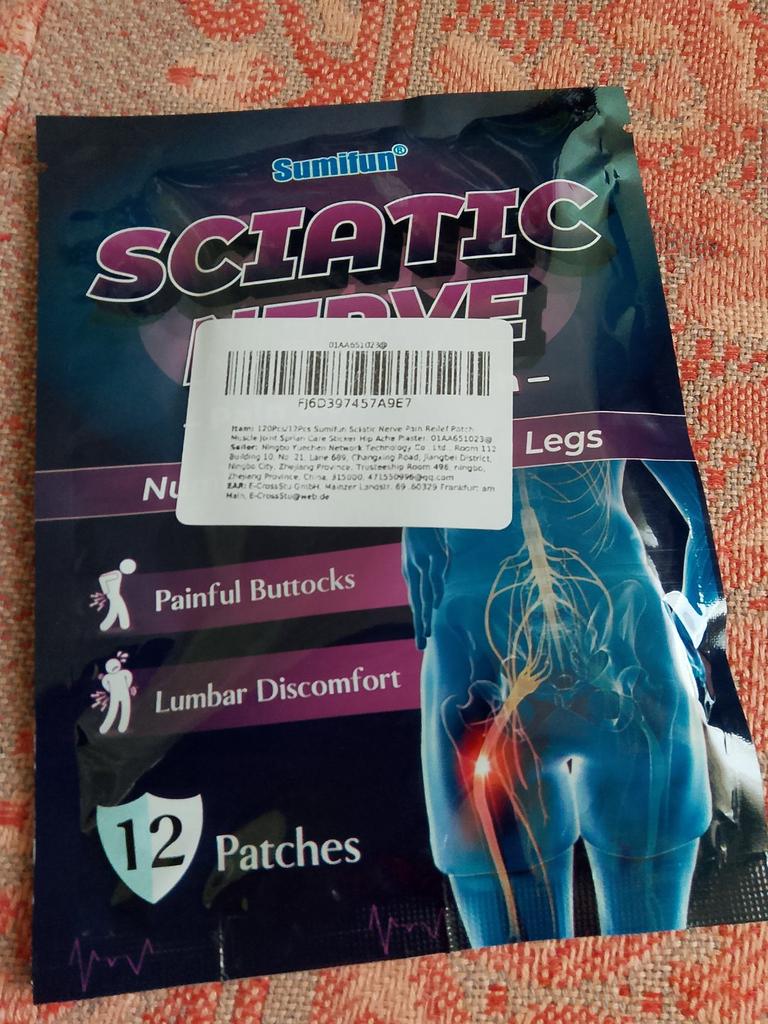 Sumifun®
SCIATIC
NERVE
01AA651023@
FJ6D397457A9E7
Item: 120Pcs/12Pcs Sumifun Sciatic Nerve Pain Relief Patch
Muscle Joint Sprian Care Sticker Hip Ache Plaster. 01AA651023@
Seller: Ningbo Yuechen Network Technology Co., Ltd., Room 112
Building 10, No. 21, Lane 689, Changxing Road, Jiangbei District,
Ningbo City, Zhejiang Province, Trusteeship Room 496, ningbo,
Zhejiang Province, China, 315000, 471550996@qq.com
EAR: E-CrossStu GmbH, Mainzer Landstr. 69, 60329 Frankfurt am
Main, E-CrossStu@web.de
Legs
Painful Buttocks
Lumbar Discomfort
12 Patches